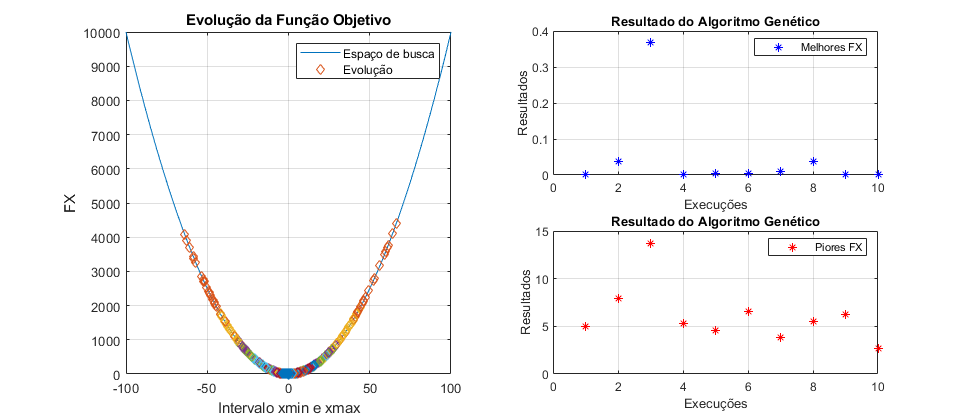 Evolução da Função Objetivo
10000
9000
8000
7000
6000
5000
4000
3000
2000
1000
0
-100
-50
0
50
100
FX
Intervalo xmin e xmax
Espaço de busca
Evolução
Resultado do Algoritmo Genético
0.4
0.3
0.2
0.1
0
0
2
4
6
8
10
Resultados
Execuções
Melhores FX
Resultado do Algoritmo Genético
15
10
5
0
0
2
4
6
8
10
Resultados
Execuções
Piores FX